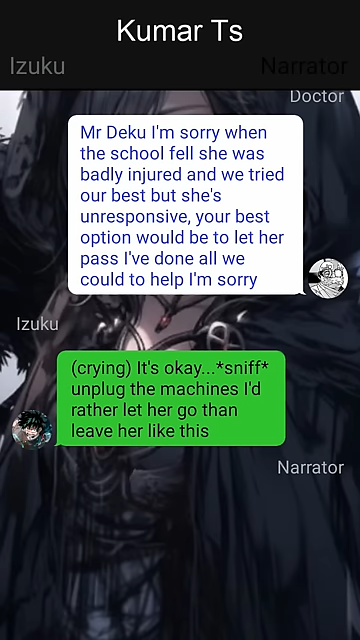 Kumar Ts
Izuku
Narrator
Doctor
Mr Deku I'm sorry when
the school fell she was
badly injured and we tried
our best but she's
unresponsive, your best
option would be to let her
pass I've done all we
could to help I'm sorry
Izuku
(crying) It's okay...*sniff*
unplug the machines I'd
rather let her go than
leave her like this
Narrator